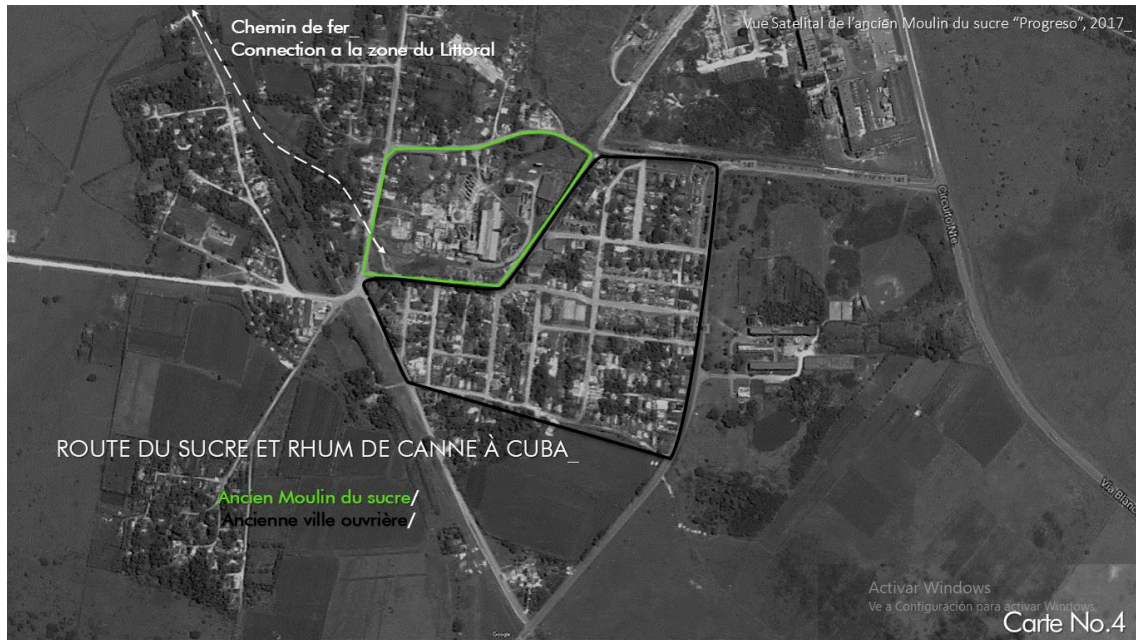 Chemin de fer_
Connection a la zone du Littoral
Vue Satelital de l'ancien Moulin du sucre "Progreso", 2017_
Circuito Nte
ROUTE DU SUCRE ET RHUM DE CANNE À CUBA_
Ancien Moulin du sucre/
Ancienne ville ouvrière/
Via Blanca
Activar Windows
Ve a Configuración para activar Windows.
Carte No.4
Google